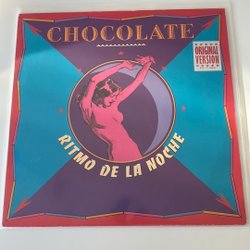 CHOCOLATE
ORIGINAL
VERSION
RITMO DE LA NOCHE